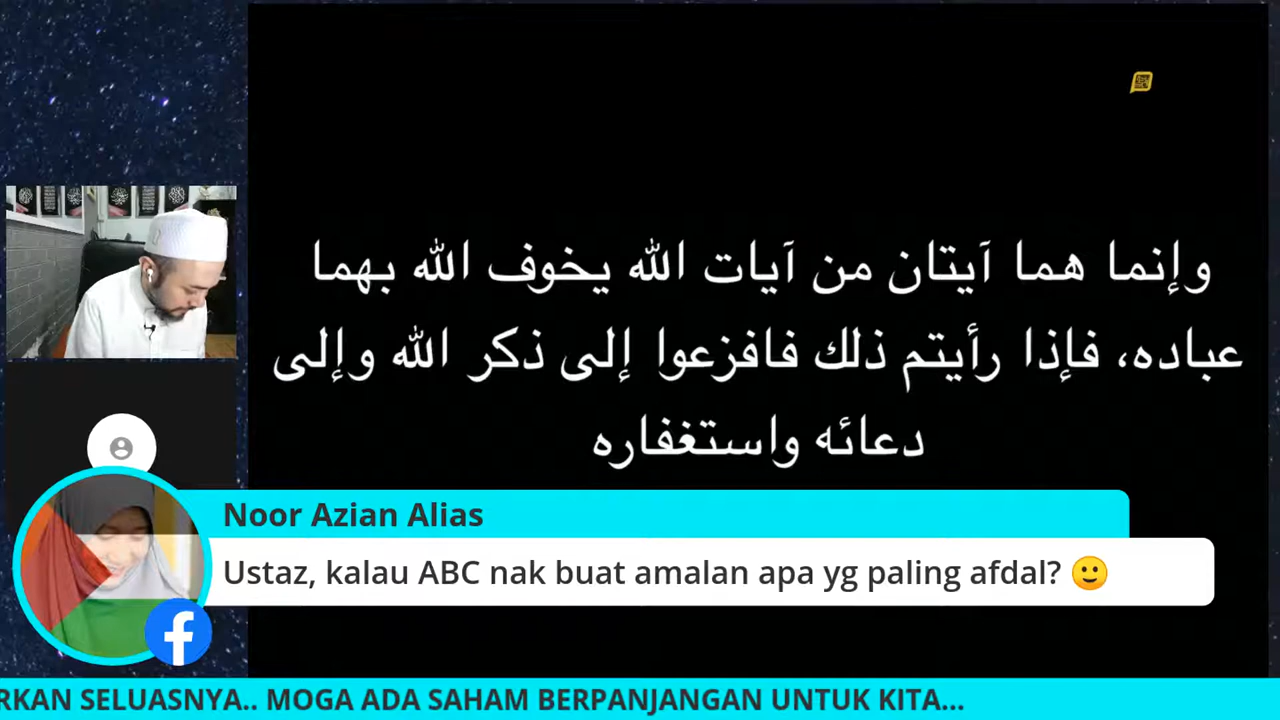 وإنما هما آيتان من آيات الله يخوف الله بهما
عباده، فإذا رأيتم ذلك فافزعوا إلى ذكر الله وإلى
دعائه واستغفاره
Noor Azian Alias
Ustaz, kalau ABC nak buat amalan apa yg paling afdal? 🙂
RKAN SELUASNYA.. MOGA ADA SAHAM BERPANJANGAN UNTUK KITA...